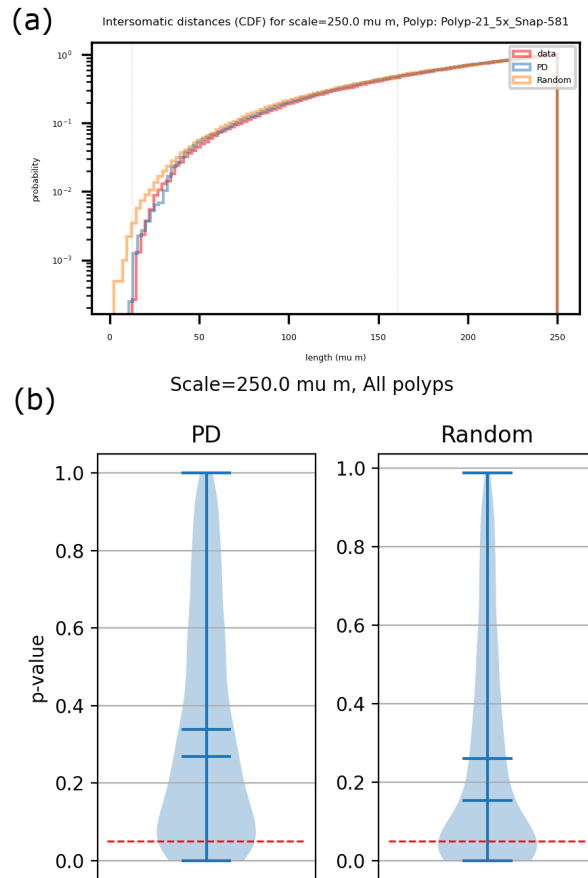 (a)
Intersomatic distances (CDF) for scale=250.0 mu m, Polyp: Polyp-21_5x_Snap-581
data
PD
Random
10⁰
10⁻¹
10⁻²
10⁻³
probability
0 50 100 150 200 250
length (mu m)
Scale=250.0 mu m, All polyps
(b)
PD
Random
1.0
0.8
0.6
0.4
0.2
0.0
p-value
1.0
0.8
0.6
0.4
0.2
0.0